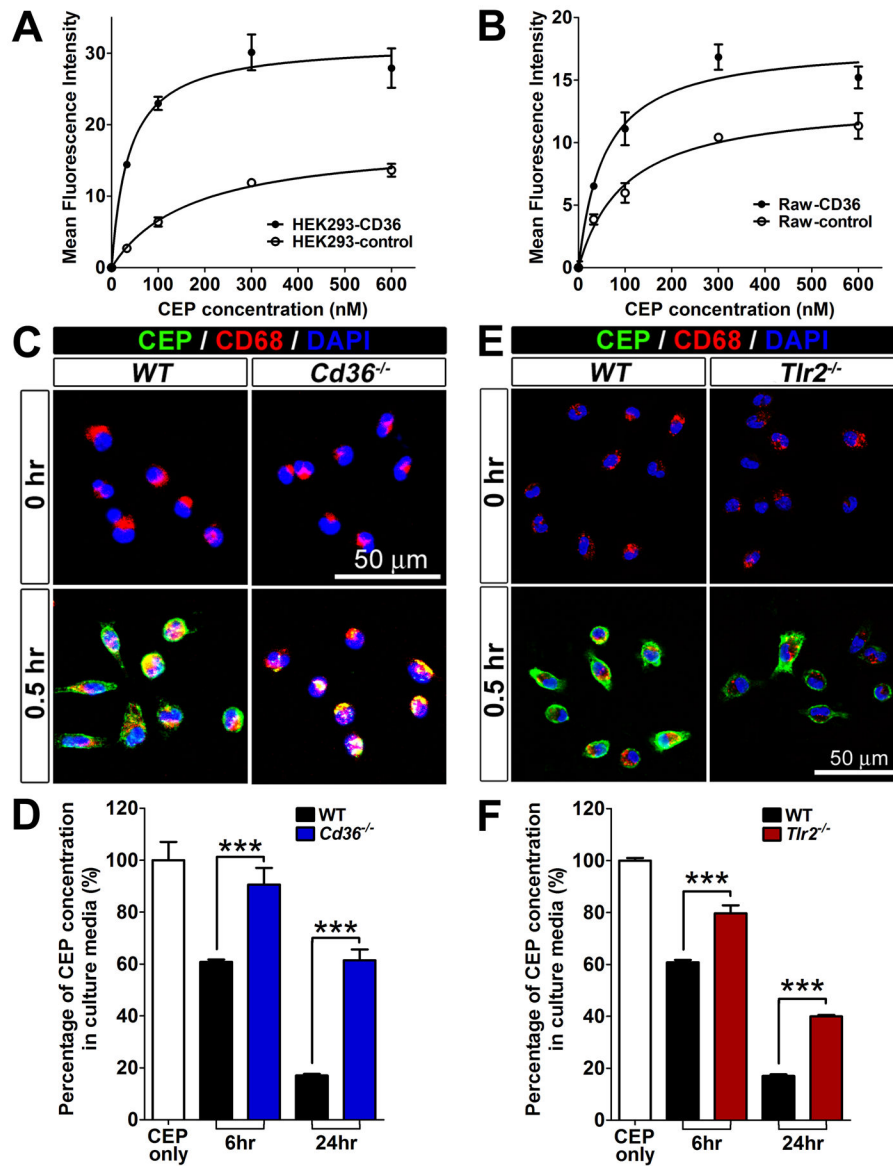 A
Mean Fluorescence Intensity
30
20
10
0
0 100 200 300 400 500 600
CEP concentration (nM)
HEK293-CD36
HEK293-control
B
Mean Fluorescence Intensity
20
15
10
5
0
0 100 200 300 400 500 600
CEP concentration (nM)
Raw-CD36
Raw-control
C
CEP / CD68 / DAPI
WT Cd36-/-
0 hr
50 μm
0.5 hr
E
CEP / CD68 / DAPI
WT Tlr2-/-
0 hr
0.5 hr
50 μm
D
Percentage of CEP concentration
in culture media (%)
120
100
80
60
40
20
0
WT
Cd36-/-
***
***
CEP only
6hr
24hr
F
Percentage of CEP concentration
in culture media (%)
120
100
80
60
40
20
0
WT
Tlr2-/-
***
***
CEP only
6hr
24hr